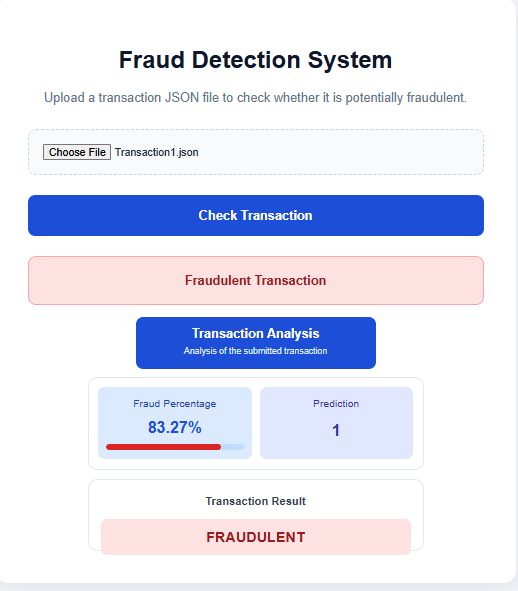 Fraud Detection System
Upload a transaction JSON file to check whether it is potentially fraudulent.
Choose File Transaction1.json
Check Transaction
Fraudulent Transaction
Transaction Analysis
Analysis of the submitted transaction
Fraud Percentage
83.27%
Prediction
1
Transaction Result
FRAUDULENT